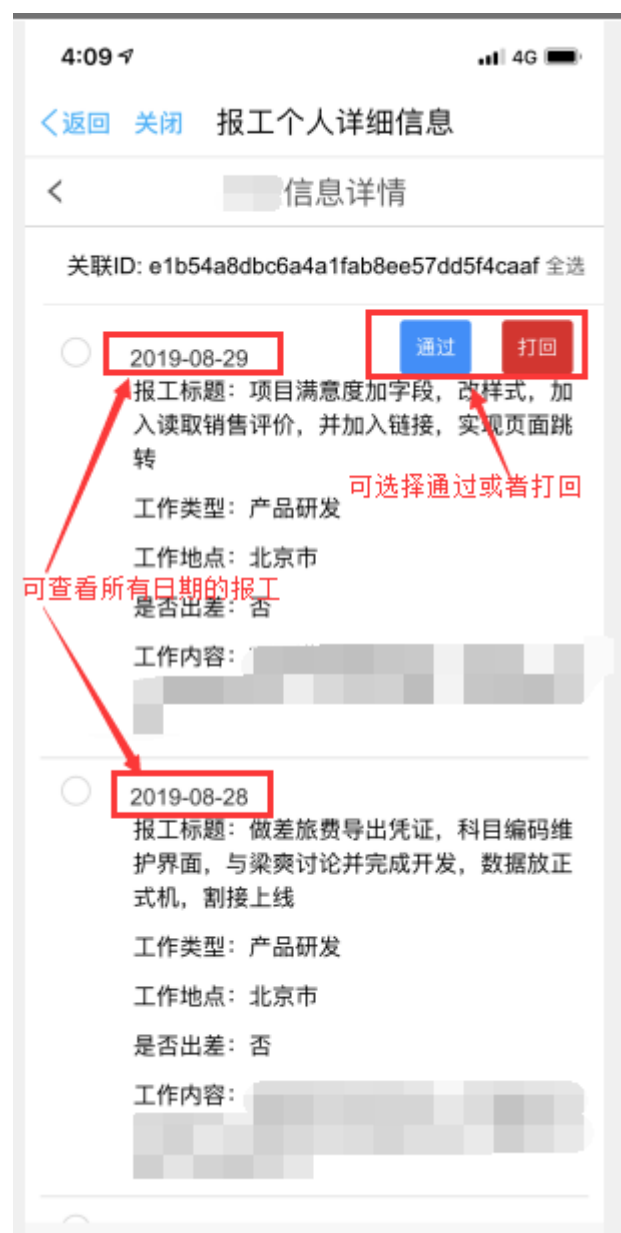 4:09
4G
返回 关闭 报工个人详细信息
信息详情
关联ID: e1b54a8dbc6a4a1fab8ee57dd5f4caaf 全选
2019-08-29
通过 打回
报工标题：项目满意度加字段，改样式，加
入读取销售评价，并加入链接，实现页面跳
转
可选择通过或者打回
工作类型：产品研发
工作地点：北京市
可查看所有日期的报工
是否出差：否
工作内容：
2019-08-28
报工标题：做差旅费导出凭证，科目编码维
护界面，与梁爽讨论并完成开发，数据放正
式机，割接上线
工作类型：产品研发
工作地点：北京市
是否出差：否
工作内容：